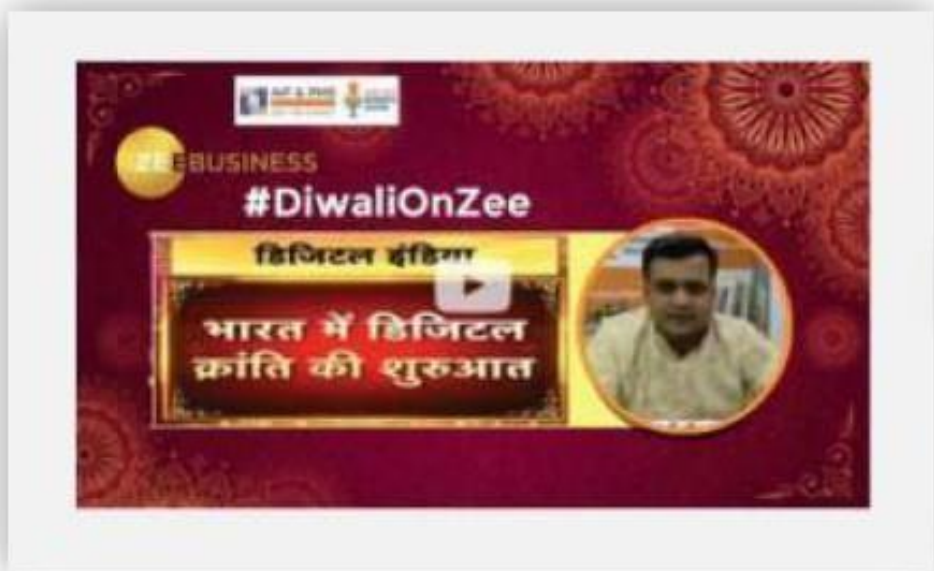 ZEEBUSINESS
#DiwaliOnZee
डिजिटल इंडिया
भारत में डिजिटल
क्रांति की शुरुआत